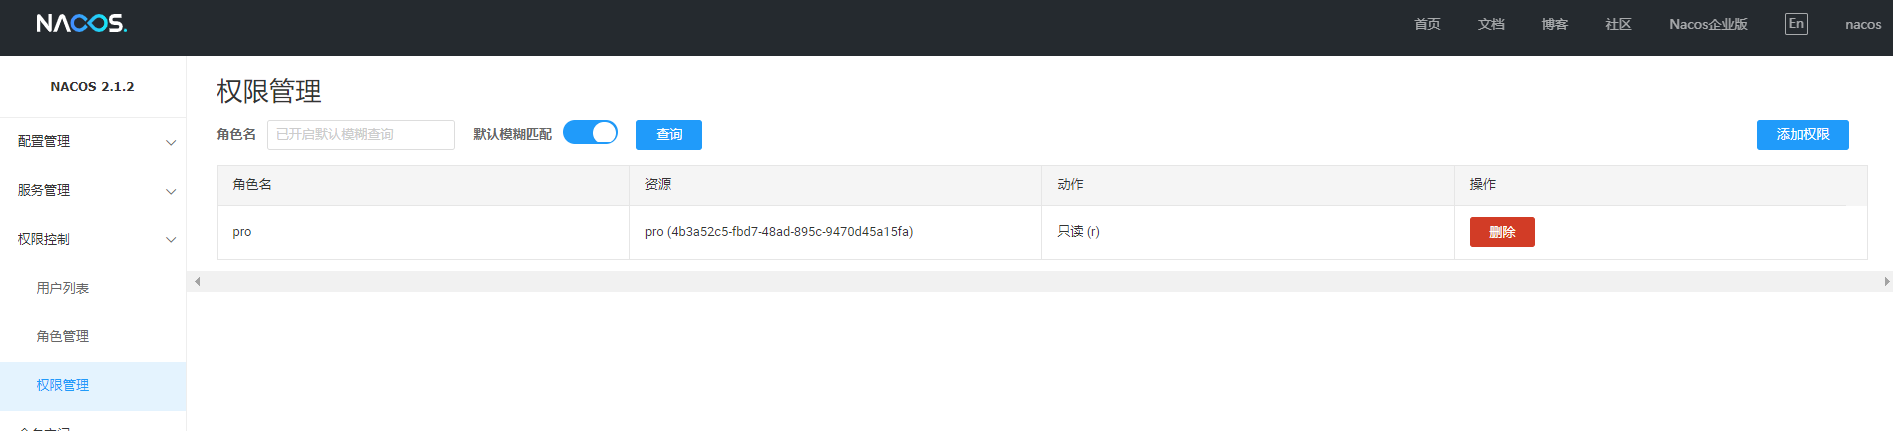 NACOS.
首页
文档
博客
社区
Nacos企业版
En
nacos
NACOS 2.1.2
配置管理
服务管理
权限控制
用户列表
角色管理
权限管理
权限管理
角色名 已开启默认模糊查询 默认模糊匹配 查询 添加权限
角色名 资源 动作 操作
pro pro (4b3a52c5-fbd7-48ad-895c-9470d45a15fa) 只读 (r) 删除